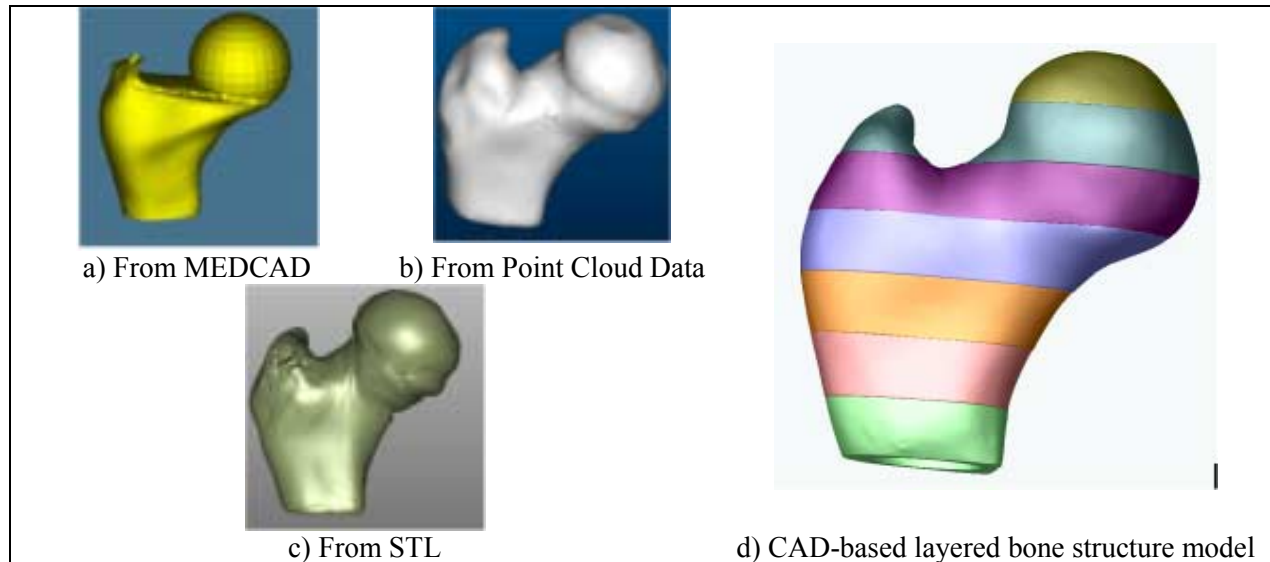 a) From MEDCAD
b) From Point Cloud Data
c) From STL
d) CAD-based layered bone structure model